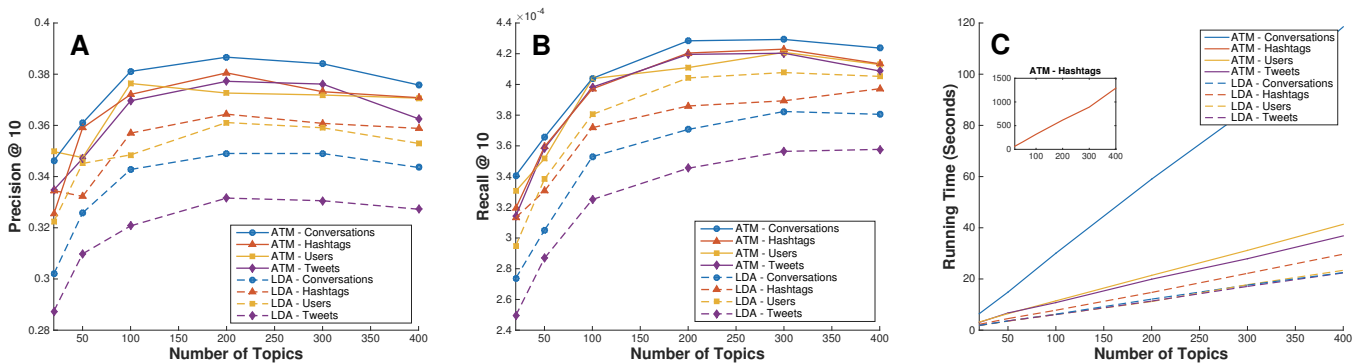 A
0.4
0.38
0.36
0.34
0.32
0.3
0.28
Precision @ 10
50
100
200
300
400
Number of Topics
ATM - Conversations
ATM - Hashtags
ATM - Users
ATM - Tweets
LDA - Conversations
LDA - Hashtags
LDA - Users
LDA - Tweets
B
×10⁻⁴
4.4
4.2
4
3.8
3.6
3.4
3.2
3
2.8
2.6
2.4
Recall @ 10
50
100
200
300
400
Number of Topics
ATM - Conversations
ATM - Hashtags
ATM - Users
ATM - Tweets
LDA - Conversations
LDA - Hashtags
LDA - Users
LDA - Tweets
C
120
100
80
60
40
20
0
Running Time (Seconds)
50
100
150
200
250
300
350
400
Number of Topics
ATM - Hashtags
1500
1000
500
0
100
200
300
400
ATM - Conversations
ATM - Hashtags
ATM - Users
ATM - Tweets
LDA - Conversations
LDA - Hashtags
LDA - Users
LDA - Tweets